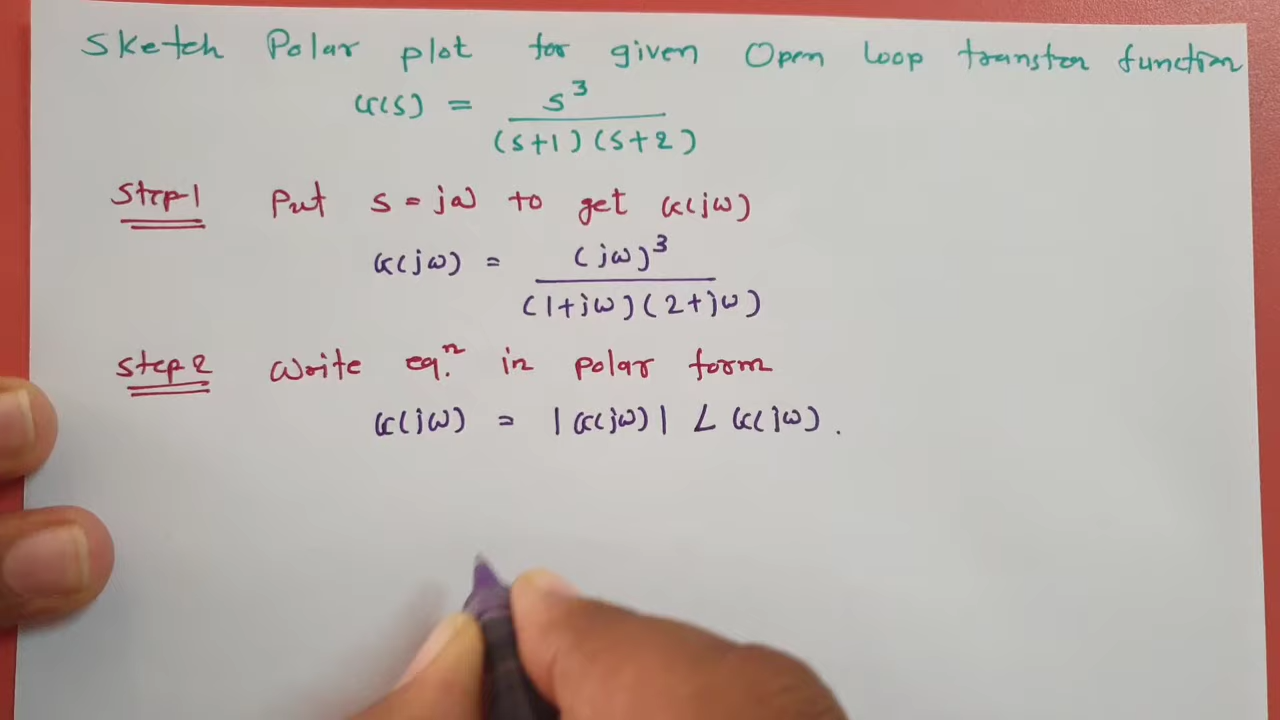 Sketch Polar plot for given Open loop transfer function
G(s) = s³ / (s+1)(s+2)
Step-1 Put s = jω to get G(jω)
G(jω) = (jω)³ / (1+jω)(2+jω)
Step 2 Write eq.ⁿ in polar form
G(jω) = |G(jω)| ∠ G(jω).